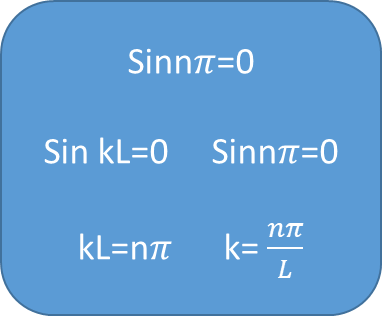 Sinn𝜋=0
Sin kL=0 Sinn𝜋=0
kL=n𝜋 k= 𝑛𝜋/𝐿